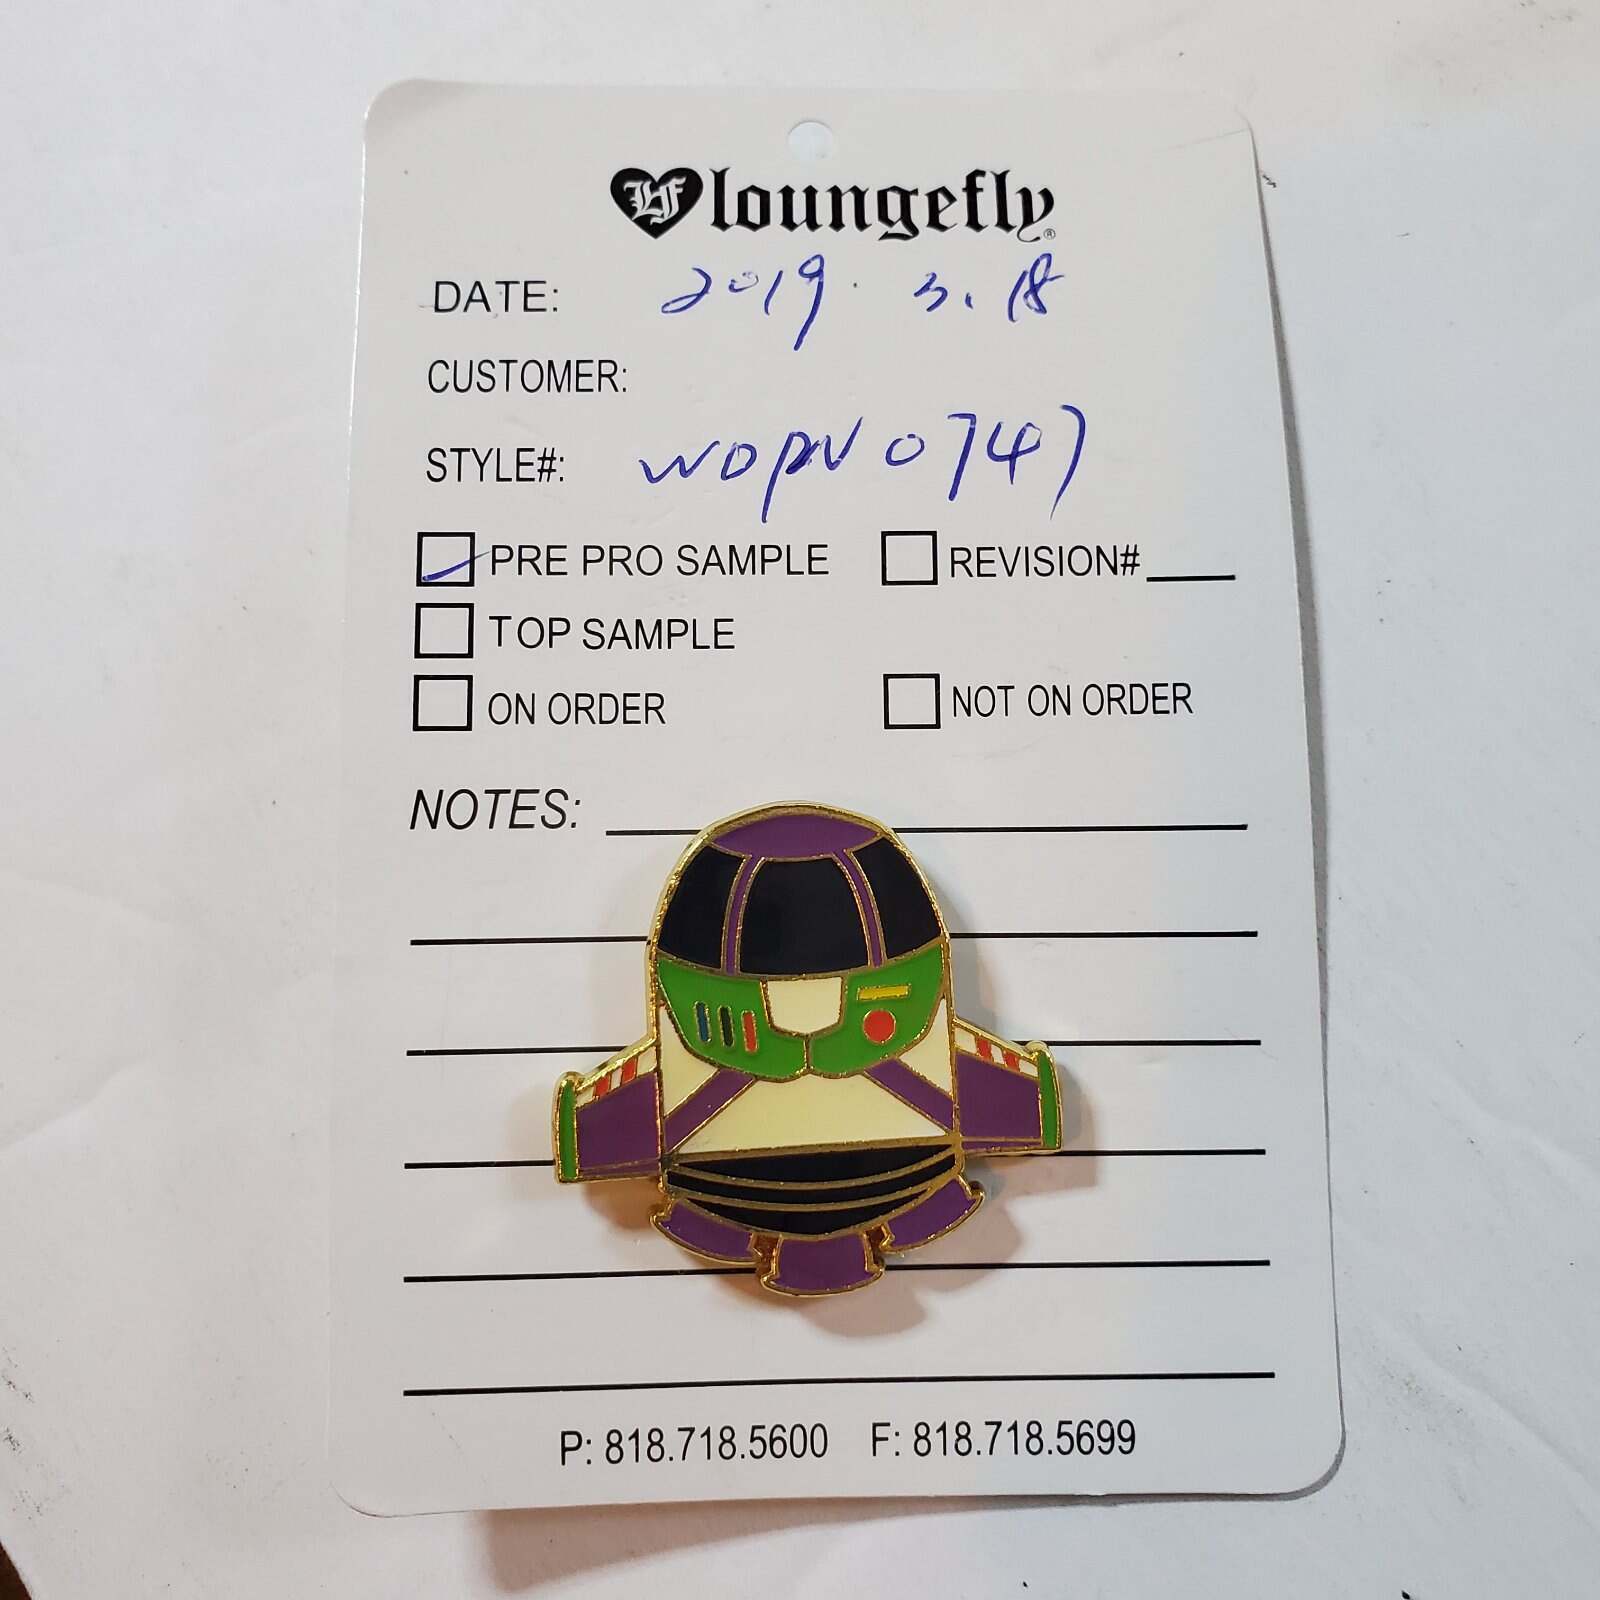 LF loungefly®
DATE: 2019. 3. 18
CUSTOMER:
STYLE#: WDPN0747
PRE PRO SAMPLE REVISION#
TOP SAMPLE
ON ORDER NOT ON ORDER
NOTES:
P: 818.718.5600 F: 818.718.5699